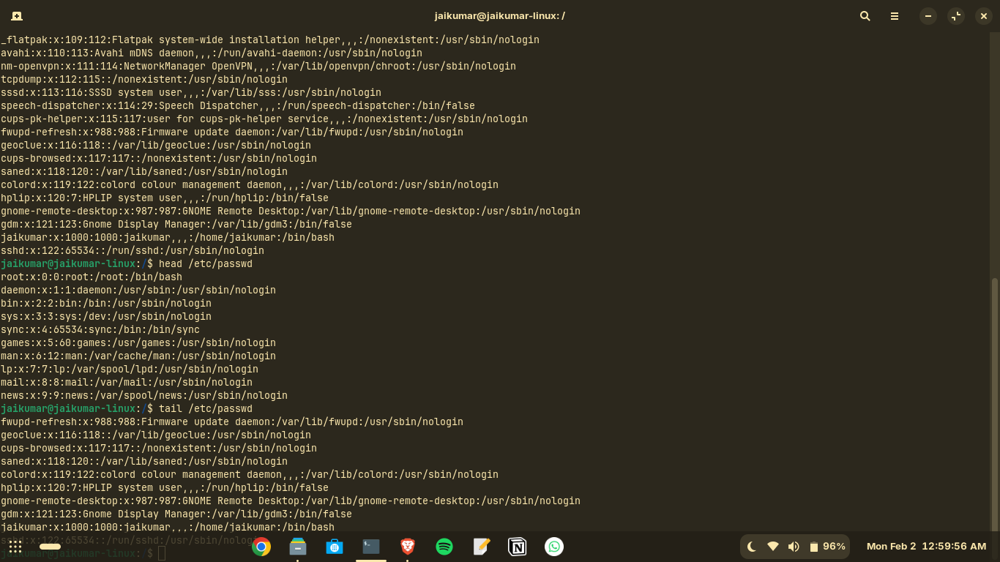 jaikumar@jaikumar-linux: /
_flatpak:x:109:112:Flatpak system-wide installation helper,,,:/nonexistent:/usr/sbin/nologin
avahi:x:110:113:Avahi mDNS daemon,,,:/run/avahi-daemon:/usr/sbin/nologin
nm-openvpn:x:111:114:NetworkManager OpenVPN,,,:/var/lib/openvpn/chroot:/usr/sbin/nologin
tcpdump:x:112:115::/nonexistent:/usr/sbin/nologin
sssd:x:113:116:SSSD system user,,,:/var/lib/sss:/usr/sbin/nologin
speech-dispatcher:x:114:29:Speech Dispatcher,,,:/run/speech-dispatcher:/bin/false
cups-pk-helper:x:115:117:user for cups-pk-helper service,,,:/nonexistent:/usr/sbin/nologin
fwupd-refresh:x:988:988:Firmware update daemon:/var/lib/fwupd:/usr/sbin/nologin
geoclue:x:116:118::/var/lib/geoclue:/usr/sbin/nologin
cups-browsed:x:117:117::/nonexistent:/usr/sbin/nologin
saned:x:118:120::/var/lib/saned:/usr/sbin/nologin
colord:x:119:122:colord colour management daemon,,,:/var/lib/colord:/usr/sbin/nologin
hplip:x:120:7:HPLIP system user,,,:/run/hplip:/bin/false
gnome-remote-desktop:x:987:987:GNOME Remote Desktop:/var/lib/gnome-remote-desktop:/usr/sbin/nologin
gdm:x:121:123:Gnome Display Manager:/var/lib/gdm3:/bin/false
jaikumar:x:1000:1000:jaikumar,,,:/home/jaikumar:/bin/bash
sshd:x:122:65534::/run/sshd:/usr/sbin/nologin
jaikumar@jaikumar-linux:/$ head /etc/passwd
root:x:0:0:root:/root:/bin/bash
daemon:x:1:1:daemon:/usr/sbin:/usr/sbin/nologin
bin:x:2:2:bin:/bin:/usr/sbin/nologin
sys:x:3:3:sys:/dev:/usr/sbin/nologin
sync:x:4:65534:sync:/bin:/bin/sync
games:x:5:60:games:/usr/games:/usr/sbin/nologin
man:x:6:12:man:/var/cache/man:/usr/sbin/nologin
lp:x:7:7:lp:/var/spool/lpd:/usr/sbin/nologin
mail:x:8:8:mail:/var/mail:/usr/sbin/nologin
news:x:9:9:news:/var/spool/news:/usr/sbin/nologin
jaikumar@jaikumar-linux:/$ tail /etc/passwd
fwupd-refresh:x:988:988:Firmware update daemon:/var/lib/fwupd:/usr/sbin/nologin
geoclue:x:116:118::/var/lib/geoclue:/usr/sbin/nologin
cups-browsed:x:117:117::/nonexistent:/usr/sbin/nologin
saned:x:118:120::/var/lib/saned:/usr/sbin/nologin
colord:x:119:122:colord colour management daemon,,,:/var/lib/colord:/usr/sbin/nologin
hplip:x:120:7:HPLIP system user,,,:/run/hplip:/bin/false
gnome-remote-desktop:x:987:987:GNOME Remote Desktop:/var/lib/gnome-remote-desktop:/usr/sbin/nologin
gdm:x:121:123:Gnome Display Manager:/var/lib/gdm3:/bin/false
jaikumar:x:1000:1000:jaikumar,,,:/home/jaikumar:/bin/bash
sshd:x:122:65534::/run/sshd:/usr/sbin/nologin
jaikumar@jaikumar-linux:/$
96% Mon Feb 2 12:59:56 AM